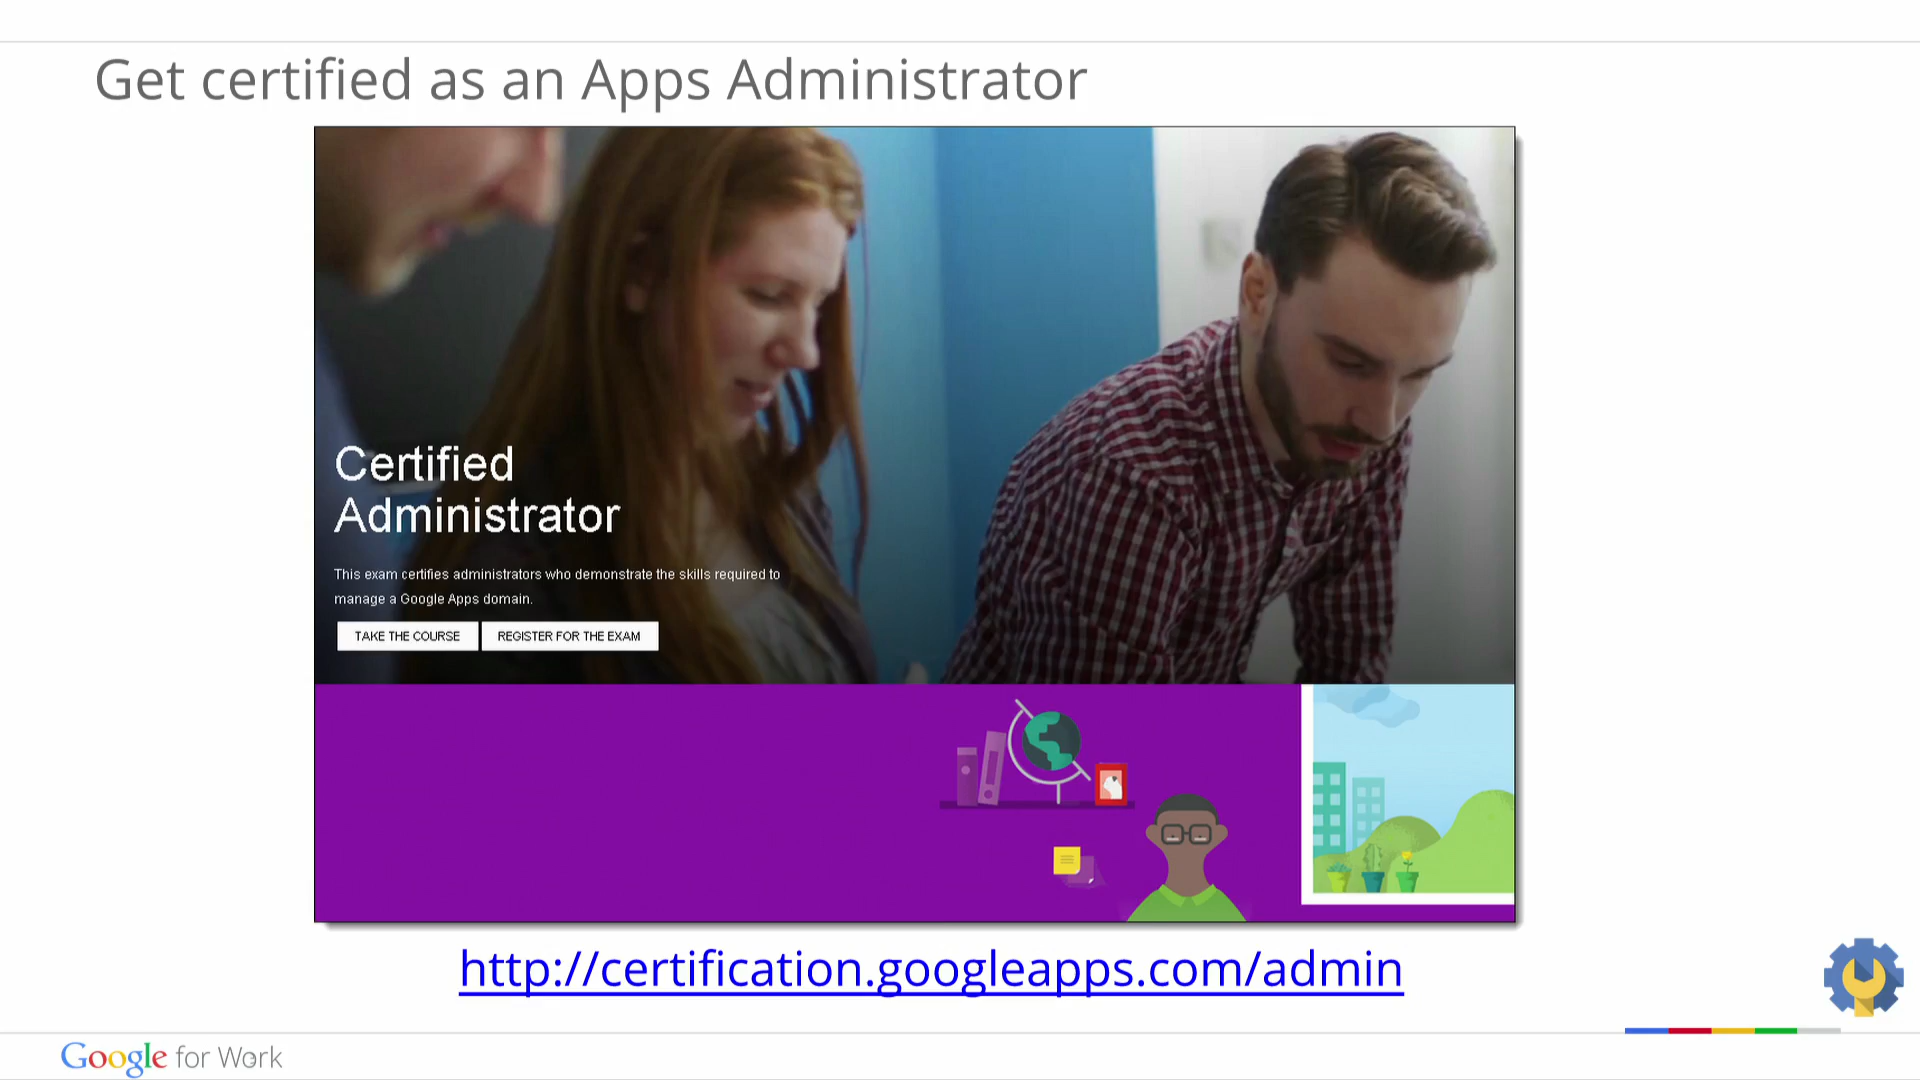 Get certified as an Apps Administrator
Certified
Administrator
This exam certifies administrators who demonstrate the skills required to
manage a Google Apps domain.
TAKE THE COURSE REGISTER FOR THE EXAM
http://certification.googleapps.com/admin
Google for Work